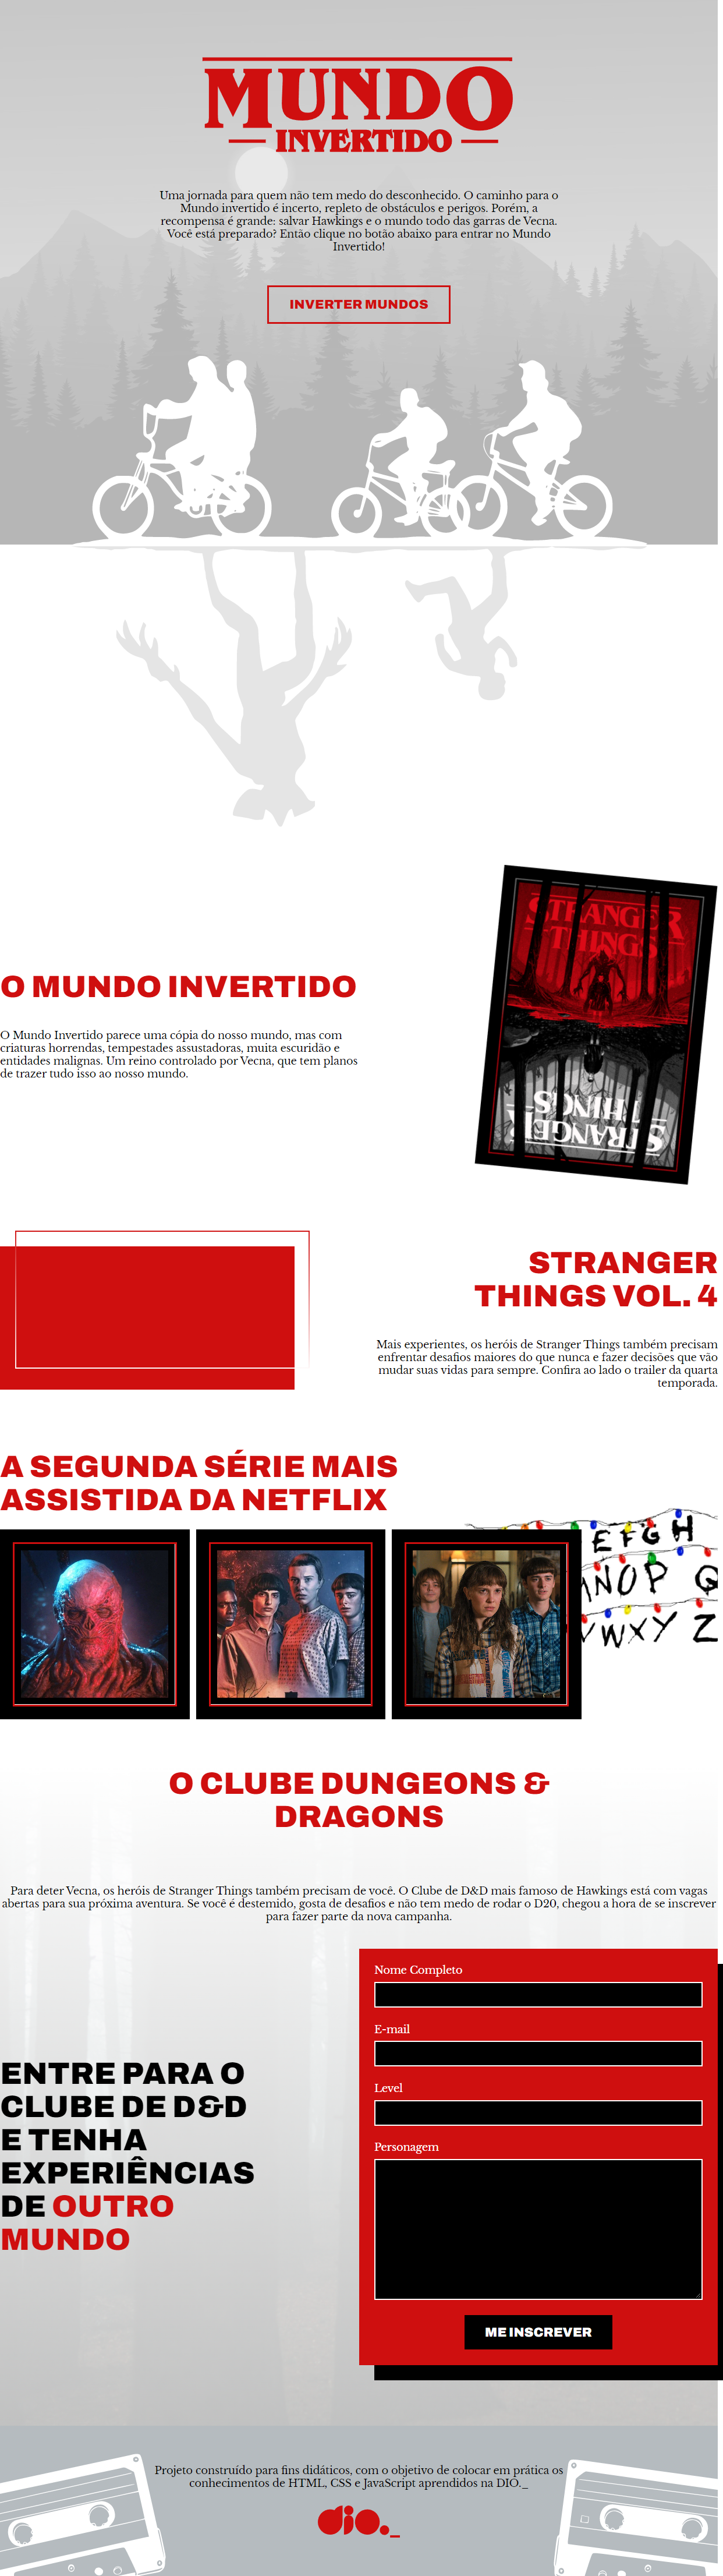 MUNDO
INVERTIDO
Uma jornada para quem não tem medo do desconhecido. O caminho para o
Mundo invertido é incerto, repleto de obstáculos e perigos. Porém, a
recompensa é grande: salvar Hawkings e o mundo todo das garras de Vecna.
Você está preparado? Então clique no botão abaixo para entrar no Mundo
Invertido!
INVERTER MUNDOS
STRANGER
THINGS
O MUNDO INVERTIDO
O Mundo Invertido parece uma cópia do nosso mundo, mas com
criaturas horrendas, tempestades assustadoras, muita escuridão e
entidades malignas. Um reino controlado por Vecna, que tem planos
de trazer tudo isso ao nosso mundo.
STRANGER
THINGS
STRANGER
THINGS VOL. 4
Mais experientes, os heróis de Stranger Things também precisam
enfrentar desafios maiores do que nunca e fazer decisões que vão
mudar suas vidas para sempre. Confira ao lado o trailer da quarta
temporada.
A SEGUNDA SÉRIE MAIS
ASSISTIDA DA NETFLIX
E F G H
N O P Q
V W X Y Z
O CLUBE DUNGEONS &
DRAGONS
Para deter Vecna, os heróis de Stranger Things também precisam de você. O Clube de D&D mais famoso de Hawkings está com vagas
abertas para sua próxima aventura. Se você é destemido, gosta de desafios e não tem medo de rodar o D20, chegou a hora de se inscrever
para fazer parte da nova campanha.
Nome Completo
E-mail
Level
Personagem
ENTRE PARA O
CLUBE DE D&D
E TENHA
EXPERIÊNCIAS
DE OUTRO
MUNDO
ME INSCREVER
Projeto construído para fins didáticos, com o objetivo de colocar em prática os
conhecimentos de HTML, CSS e JavaScript aprendidos na DIO._
dio._